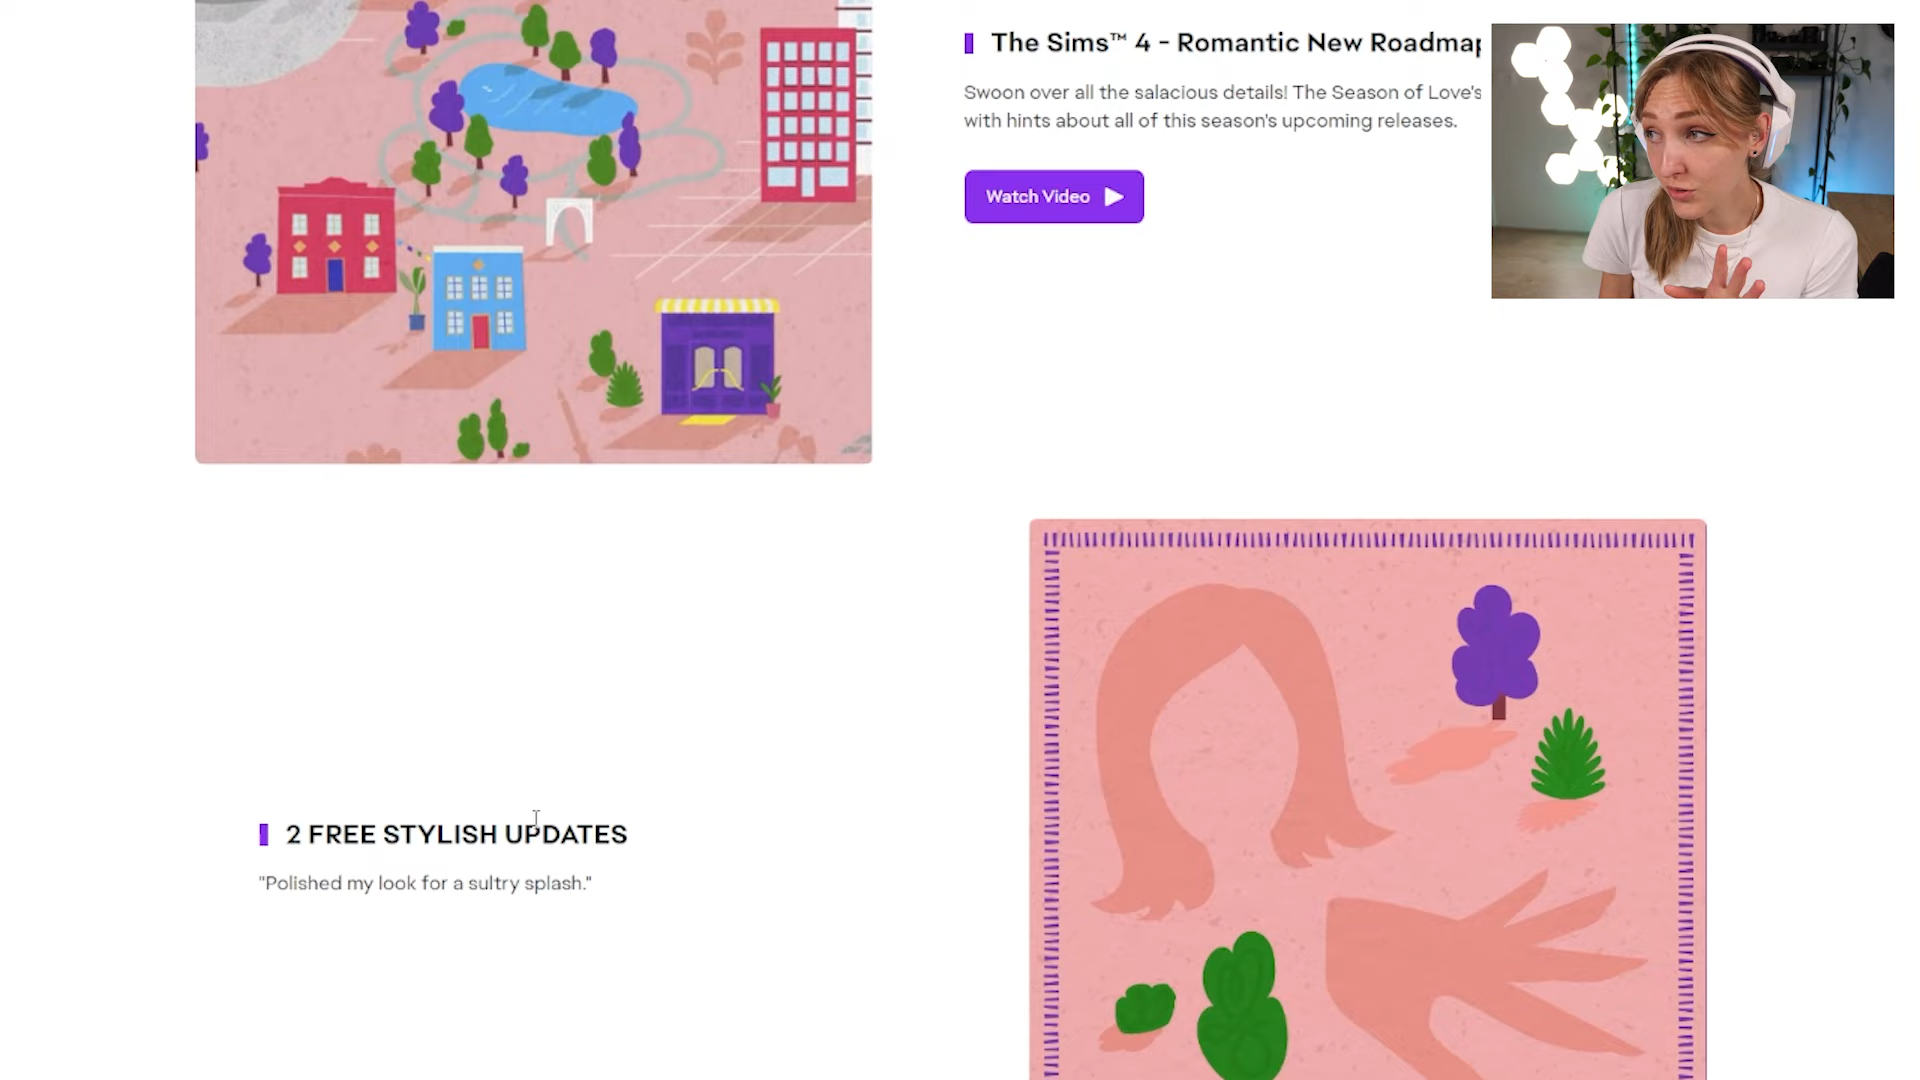 The Sims™ 4 - Romantic New Roadmap
Swoon over all the salacious details! The Season of Love's
with hints about all of this season's upcoming releases.
Watch Video
2 FREE STYLISH UPDATES
"Polished my look for a sultry splash."